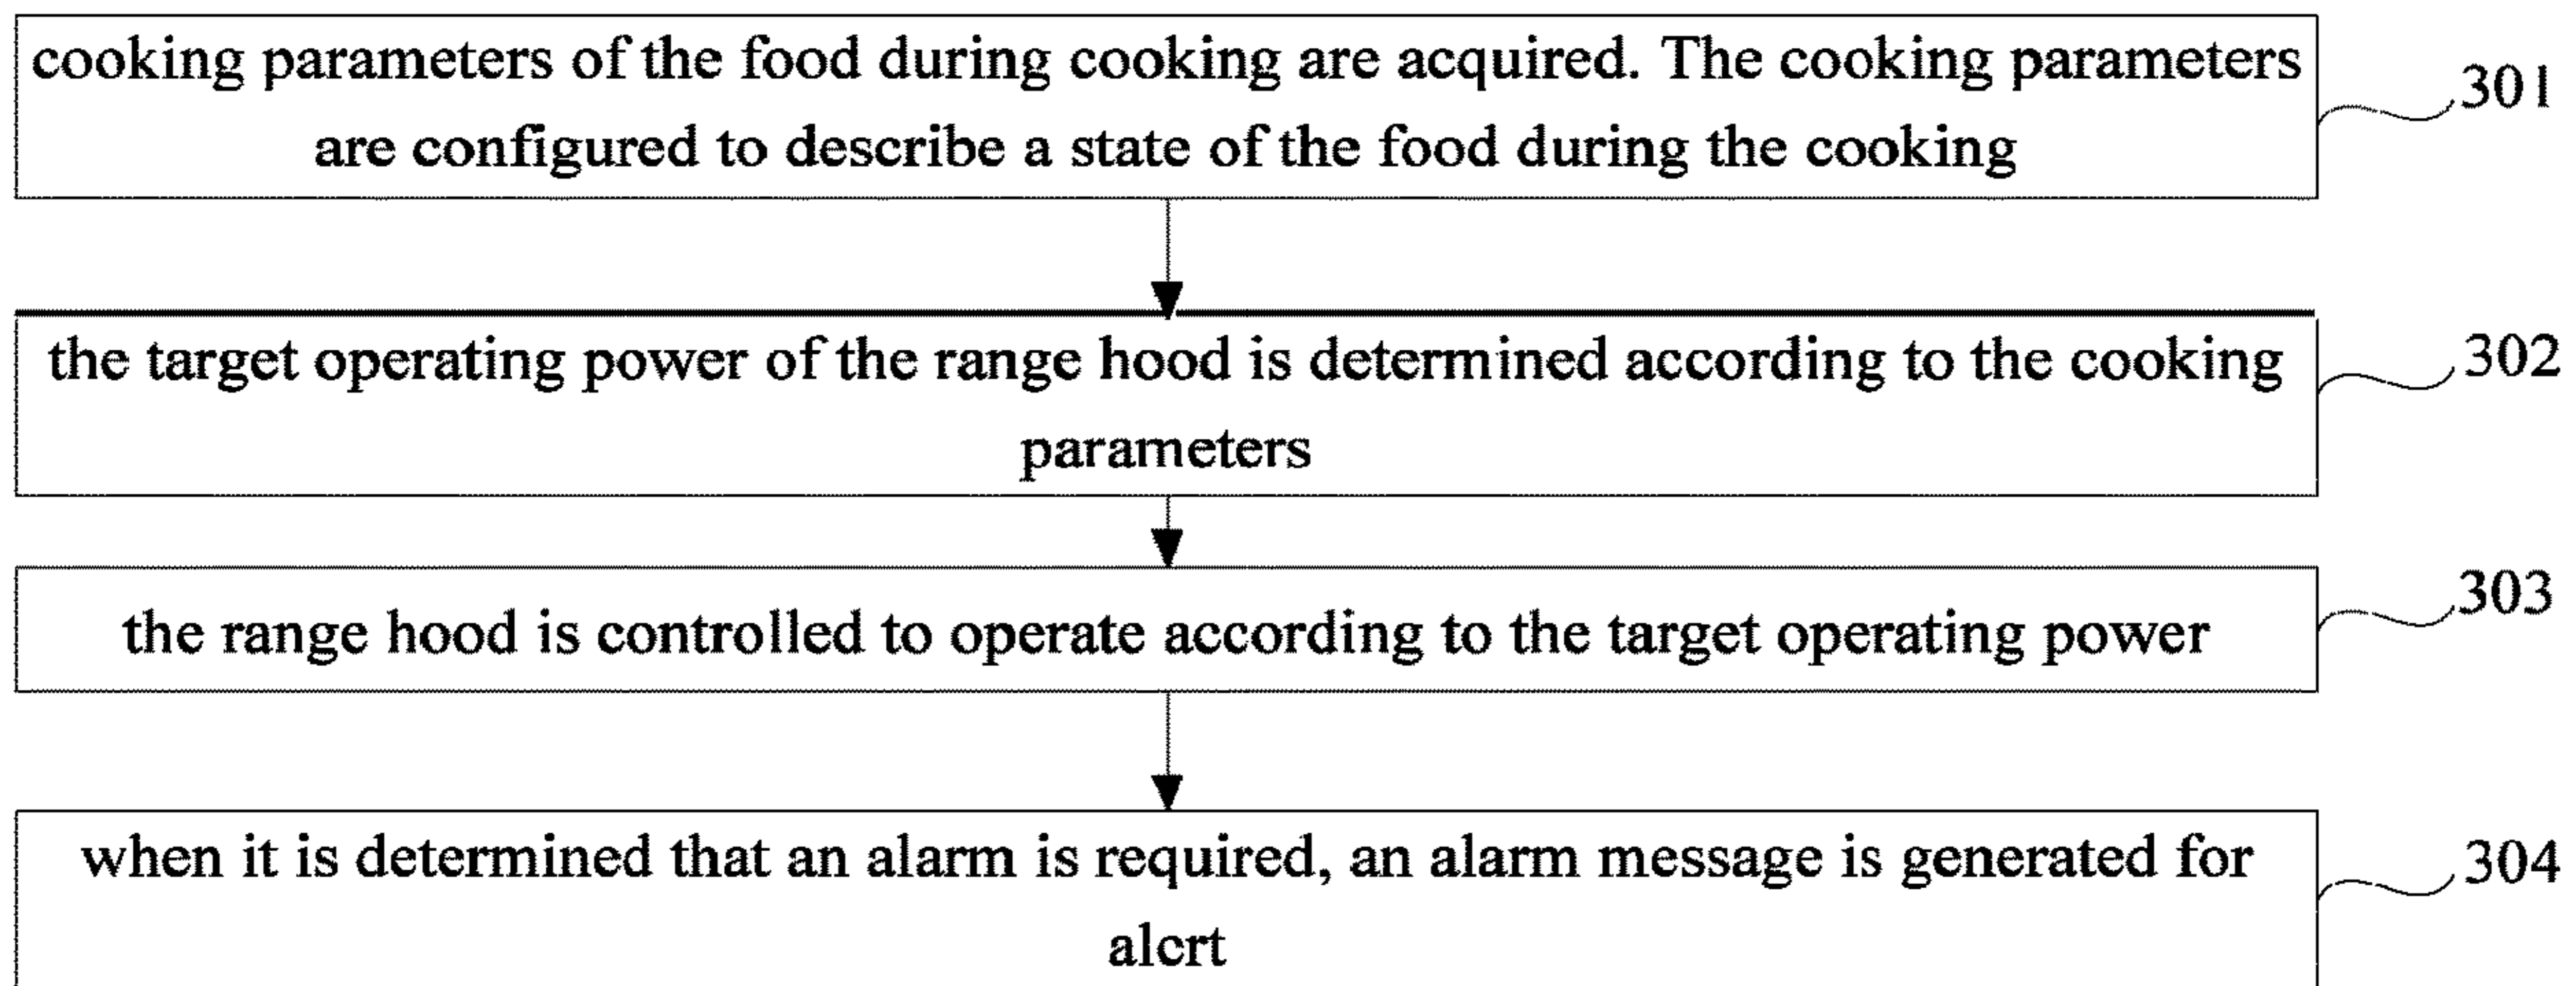 cooking parameters of the food during cooking are acquired. The cooking parameters
are configured to describe a state of the food during the cooking
301
the target operating power of the range hood is determined according to the cooking
parameters
302
the range hood is controlled to operate according to the target operating power
303
when it is determined that an alarm is required, an alarm message is generated for
alert
304